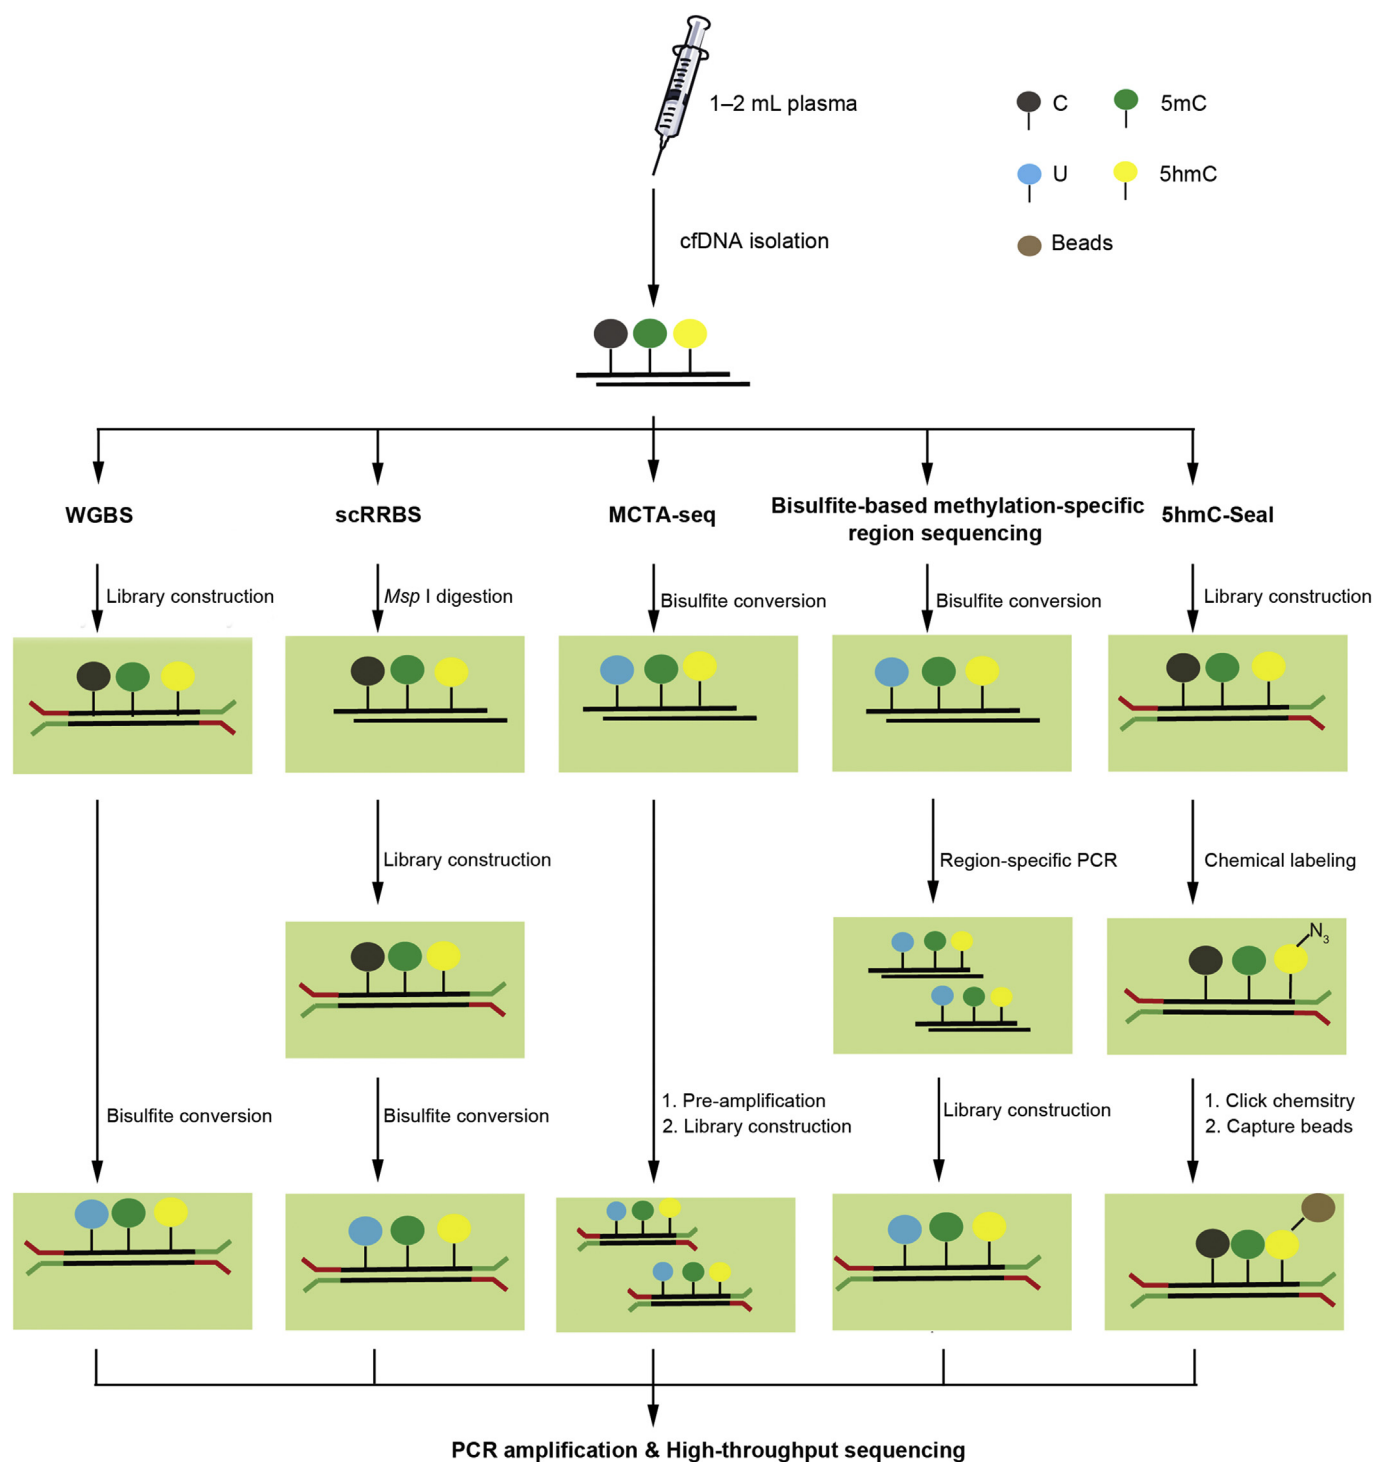 1–2 mL plasma
C
5mC
U
5hmC
Beads
cfDNA isolation
WGBS
scRRBS
MCTA-seq
Bisulfite-based methylation-specific
region sequencing
5hmC-Seal
Library construction
Msp I digestion
Bisulfite conversion
Bisulfite conversion
Library construction
Library construction
Region-specific PCR
Chemical labeling
N3
Bisulfite conversion
Bisulfite conversion
1. Pre-amplification
2. Library construction
Library construction
1. Click chemsitry
2. Capture beads
PCR amplification & High-throughput sequencing